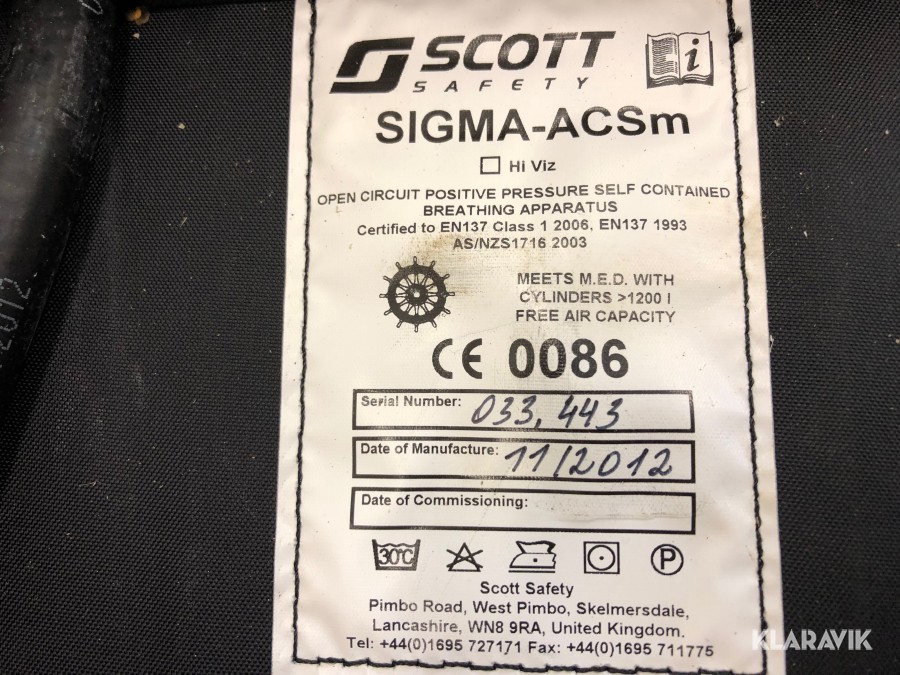 SCOTT
SAFETY
i
SIGMA-ACSm
Hi Viz
OPEN CIRCUIT POSITIVE PRESSURE SELF CONTAINED
BREATHING APPARATUS
Certified to EN137 Class 1 2006, EN137 1993
AS/NZS1716 2003
MEETS M.E.D. WITH
CYLINDERS >1200 l
FREE AIR CAPACITY
CE 0086
Serial Number: 033,443
Date of Manufacture: 11/2012
Date of Commissioning:
30°C P
Scott Safety
Pimbo Road, West Pimbo, Skelmersdale,
Lancashire, WN8 9RA, United Kingdom.
Tel: +44(0)1695 727171 Fax: +44(0)1695 711775
KLARAVIK